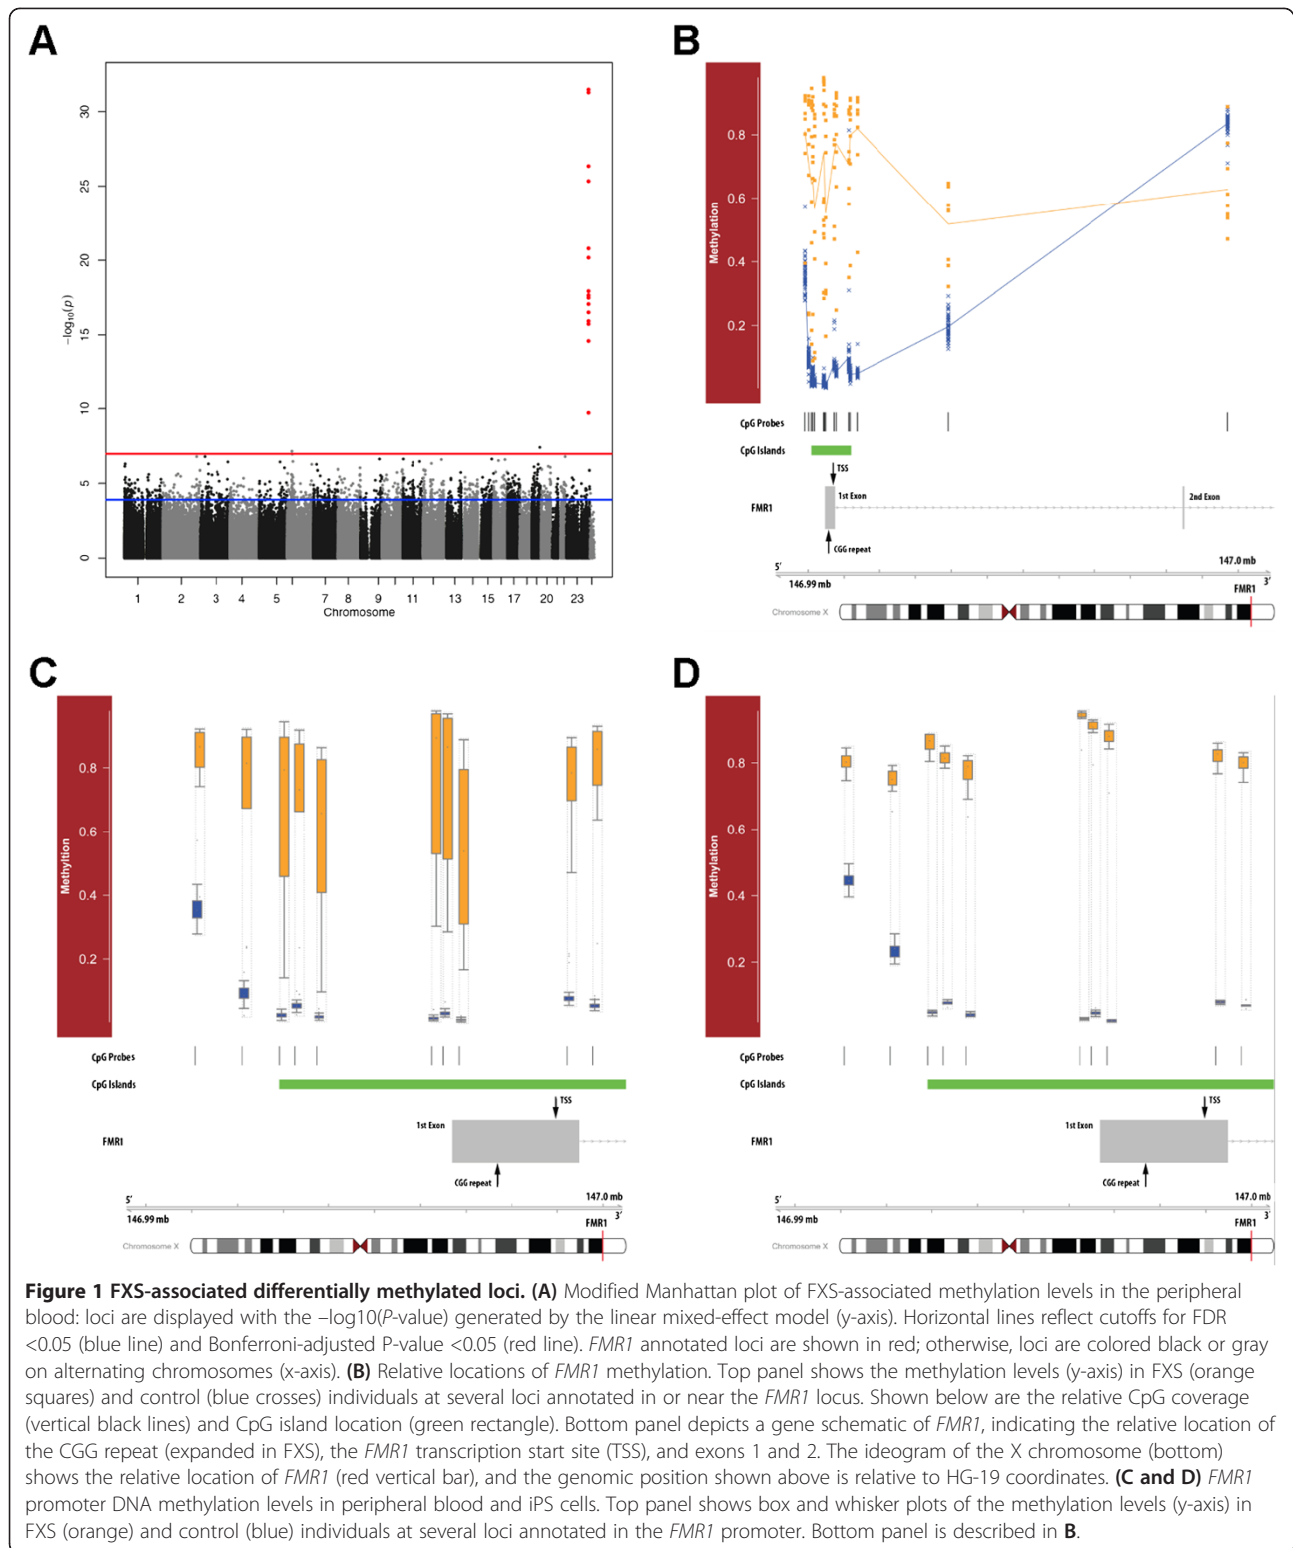 A
B
30
25
20
15
10
5
0
−log10(p)
1 2 3 4 5 7 8 9 11 13 15 17 20 23
Chromosome
Methylation
0.8
0.6
0.4
0.2
CpG Probes
CpG Islands
TSS
1st Exon
2nd Exon
FMR1
CGG repeat
147.0 mb
5'
3'
146.99 mb
FMR1
Chromosome X
C
D
Methyltion
0.8
0.6
0.4
0.2
CpG Probes
CpG Islands
TSS
1st Exon
FMR1
CGG repeat
5'
147.0 mb
146.99 mb
3'
FMR1
Chromosome X
Methylation
0.8
0.6
0.4
0.2
CpG Probes
CpG Islands
TSS
1st Exon
FMR1
CGG repeat
5'
147.0 mb
146.99 mb
3'
FMR1
Chromosome X
Figure 1 FXS-associated differentially methylated loci. (A) Modified Manhattan plot of FXS-associated methylation levels in the peripheral
blood: loci are displayed with the –log10(P-value) generated by the linear mixed-effect model (y-axis). Horizontal lines reflect cutoffs for FDR
<0.05 (blue line) and Bonferroni-adjusted P-value <0.05 (red line). FMR1 annotated loci are shown in red; otherwise, loci are colored black or gray
on alternating chromosomes (x-axis). (B) Relative locations of FMR1 methylation. Top panel shows the methylation levels (y-axis) in FXS (orange
squares) and control (blue crosses) individuals at several loci annotated in or near the FMR1 locus. Shown below are the relative CpG coverage
(vertical black lines) and CpG island location (green rectangle). Bottom panel depicts a gene schematic of FMR1, indicating the relative location of
the CGG repeat (expanded in FXS), the FMR1 transcription start site (TSS), and exons 1 and 2. The ideogram of the X chromosome (bottom)
shows the relative location of FMR1 (red vertical bar), and the genomic position shown above is relative to HG-19 coordinates. (C and D) FMR1
promoter DNA methylation levels in peripheral blood and iPS cells. Top panel shows box and whisker plots of the methylation levels (y-axis) in
FXS (orange) and control (blue) individuals at several loci annotated in the FMR1 promoter. Bottom panel is described in B.